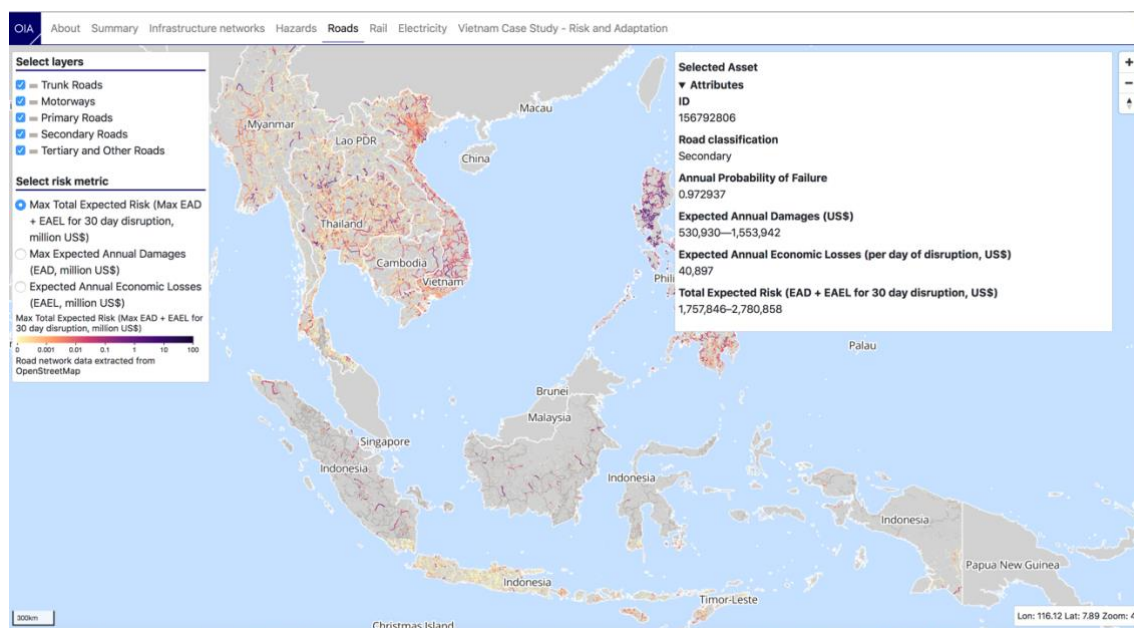 OIA About Summary Infrastructure networks Hazards Roads Rail Electricity Vietnam Case Study - Risk and Adaptation
Select layers
Trunk Roads
Motorways
Primary Roads
Secondary Roads
Tertiary and Other Roads
Select risk metric
Max Total Expected Risk (Max EAD
+ EAEL for 30 day disruption,
million US$)
Max Expected Annual Damages
(EAD, million US$)
Expected Annual Economic Losses
(EAEL, million US$)
Max Total Expected Risk (Max EAD + EAEL for
30 day disruption, million US$)
0 0.001 0.01 0.1 1 10 100
Road network data extracted from
OpenStreetMap
Selected Asset
▼ Attributes
ID
156792806
Road classification
Secondary
Annual Probability of Failure
0.972937
Expected Annual Damages (US$)
530,930—1,553,942
Expected Annual Economic Losses (per day of disruption, US$)
40,897
Total Expected Risk (EAD + EAEL for 30 day disruption, US$)
1,757,846–2,780,858
+
−
Macau
Myanmar
Lao PDR
China
Thailand
Cambodia
Vietnam
Phili
Palau
Brunei
Malaysia
Singapore
Indonesia
Indonesia
Indonesia
Papua New Guinea
Indonesia
Timor-Leste
Christmas Island
300km
Lon: 116.12 Lat: 7.89 Zoom: 4